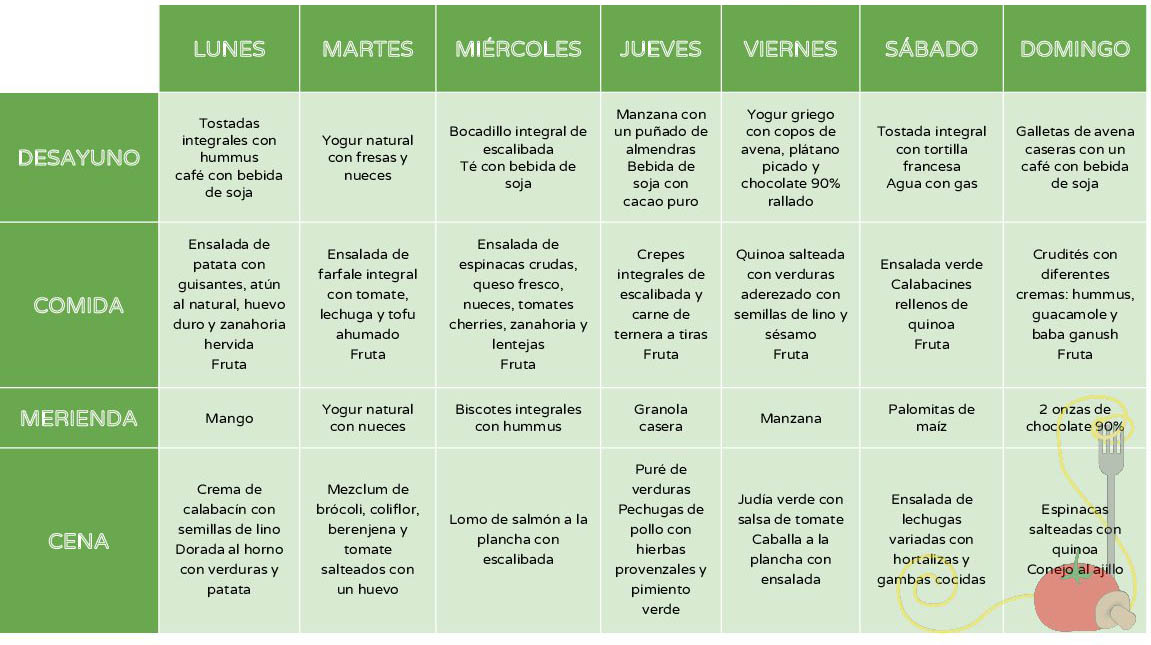 LUNES
MARTES
MIÉRCOLES
JUEVES
VIERNES
SÁBADO
DOMINGO
DESAYUNO
Tostadas
integrales con
hummus
café con bebida
de soja
Yogur natural
con fresas y
nueces
Bocadillo integral de
escalibada
Té con bebida de
soja
Manzana con
un puñado de
almendras
Bebida de
soja con
cacao puro
Yogur griego
con copos de
avena, plátano
picado y
chocolate 90%
rallado
Tostada integral
con tortilla
francesa
Agua con gas
Galletas de avena
caseras con un
café con bebida
de soja
COMIDA
Ensalada de
patata con
guisantes, atún
al natural, huevo
duro y zanahoria
hervida
Fruta
Ensalada de
farfale integral
con tomate,
lechuga y tofu
ahumado
Fruta
Ensalada de
espinacas crudas,
queso fresco,
nueces, tomates
cherries, zanahoria y
lentejas
Fruta
Crepes
integrales de
escalibada y
carne de
ternera a tiras
Fruta
Quinoa salteada
con verduras
aderezado con
semillas de lino y
sésamo
Fruta
Ensalada verde
Calabacines
rellenos de
quinoa
Fruta
Crudités con
diferentes
cremas: hummus,
guacamole y
baba ganush
Fruta
MERIENDA
Mango
Yogur natural
con nueces
Biscotes integrales
con hummus
Granola
casera
Manzana
Palomitas de
maíz
2 onzas de
chocolate 90%
CENA
Crema de
calabacín con
semillas de lino
Dorada al horno
con verduras y
patata
Mezclum de
brócoli, coliflor,
berenjena y
tomate
salteados con
un huevo
Lomo de salmón a la
plancha con
escalibada
Puré de
verduras
Pechugas de
pollo con
hierbas
provenzales y
pimiento
verde
Judía verde con
salsa de tomate
Caballa a la
plancha con
ensalada
Ensalada de
lechugas
variadas con
hortalizas y
gambas cocidas
Espinacas
salteadas con
quinoa
Conejo al ajillo